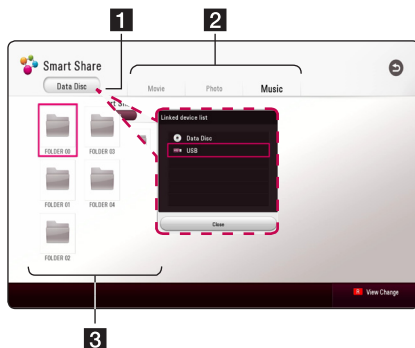 1
2
Smart Share
Data Disc
Movie
Photo
Music
Linked device list
Data Disc
USB
FOLDER 00
FOLDER 03
FOLDER 01
FOLDER 04
Close
FOLDER 02
R View Change
3